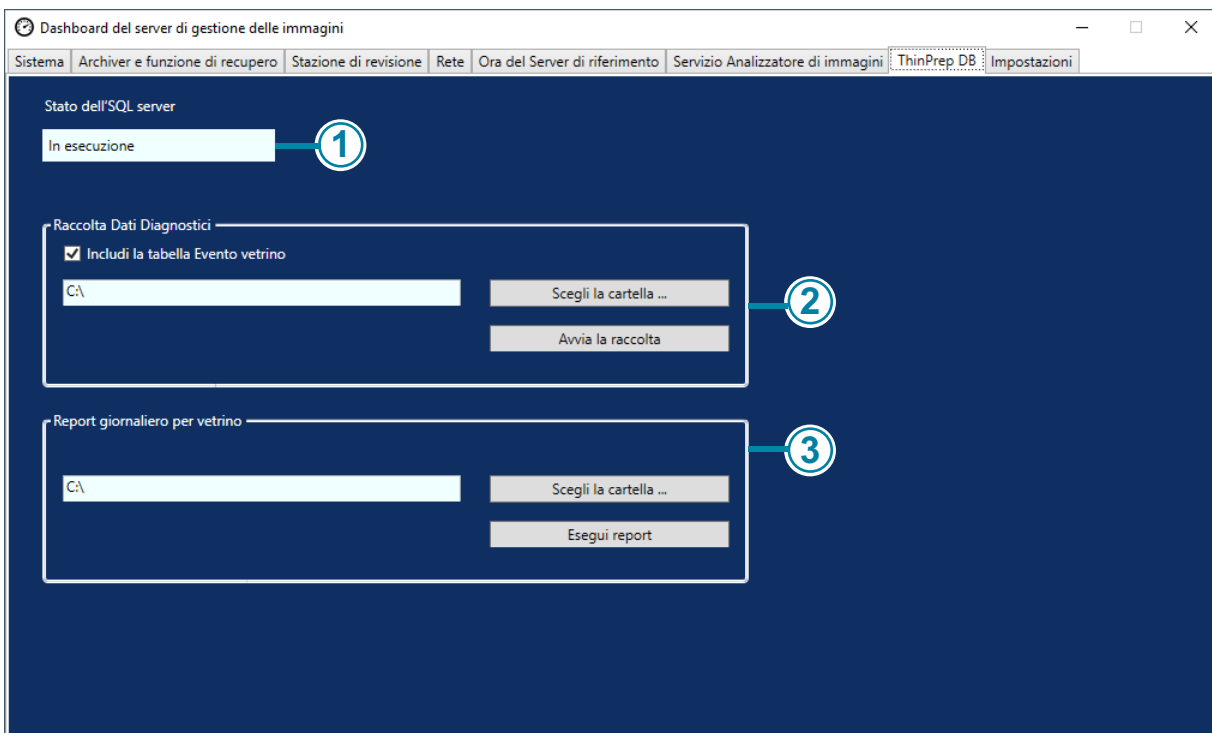 Dashboard del server di gestione delle immagini
Sistema Archiver e funzione di recupero Stazione di revisione Rete Ora del Server di riferimento Servizio Analizzatore di immagini ThinPrep DB Impostazioni
Stato dell'SQL server
In esecuzione
1
Raccolta Dati Diagnostici
Includi la tabella Evento vetrino
C:\ Scegli la cartella ...
2
Avvia la raccolta
Report giornaliero per vetrino
3
C:\ Scegli la cartella ...
Esegui report